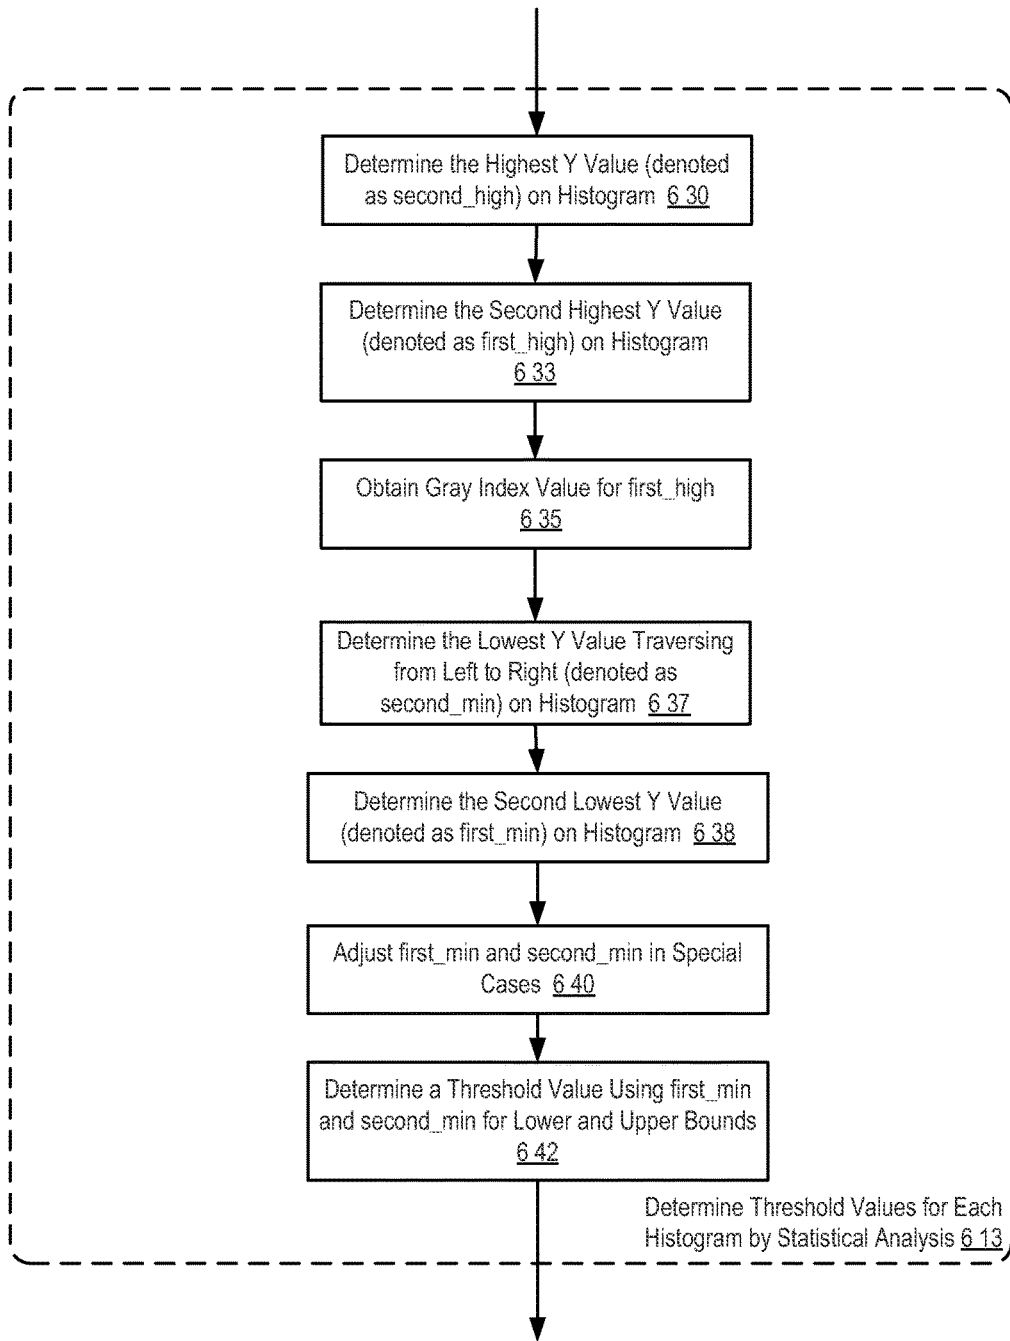 Determine the Highest Y Value (denoted
as second_high) on Histogram 6 30
Determine the Second Highest Y Value
(denoted as first_high) on Histogram
6 33
Obtain Gray Index Value for first_high
6 35
Determine the Lowest Y Value Traversing
from Left to Right (denoted as
second_min) on Histogram 6 37
Determine the Second Lowest Y Value
(denoted as first_min) on Histogram 6 38
Adjust first_min and second_min in Special
Cases 6 40
Determine a Threshold Value Using first_min
and second_min for Lower and Upper Bounds
6 42
Determine Threshold Values for Each
Histogram by Statistical Analysis 6 13